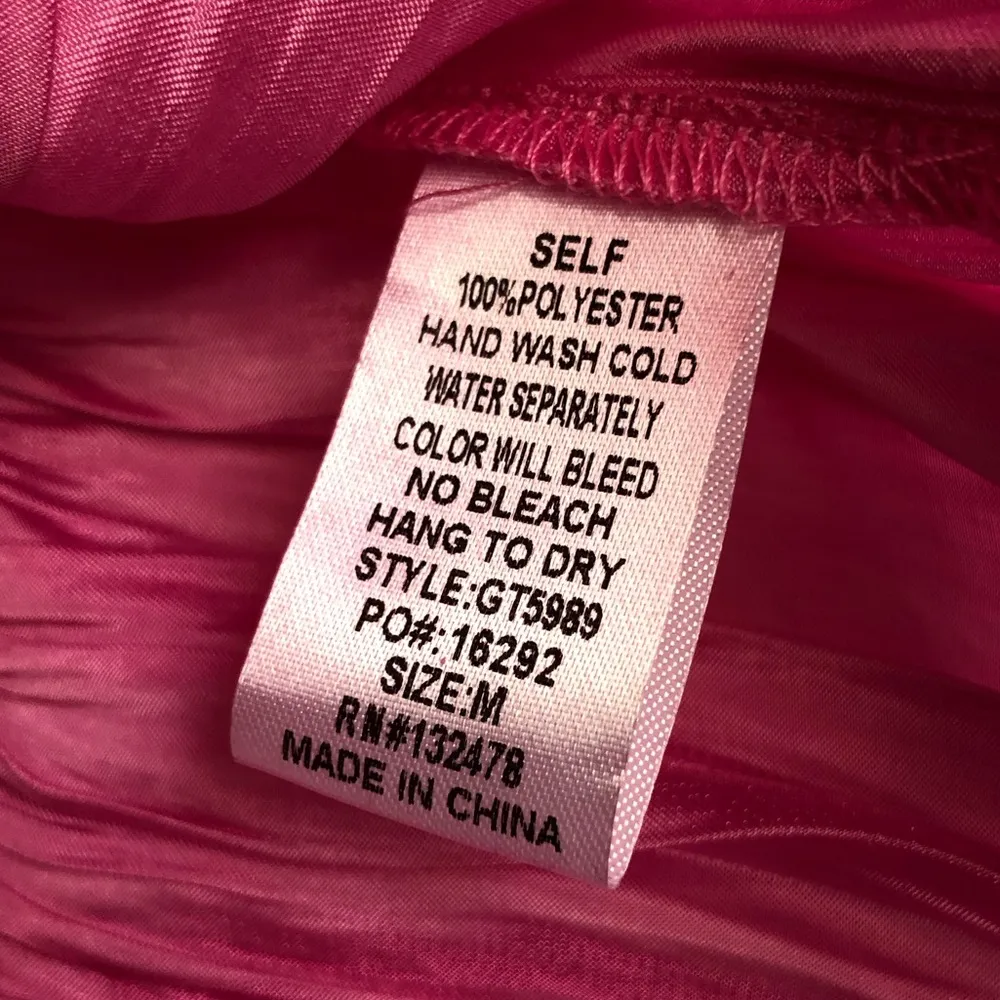 SELF
100%POLYESTER
HAND WASH COLD
WATER SEPARATELY
COLOR WILL BLEED
NO BLEACH
HANG TO DRY
STYLE:GT5989
PO#:16292
SIZE:M
RN#132478
MADE IN CHINA